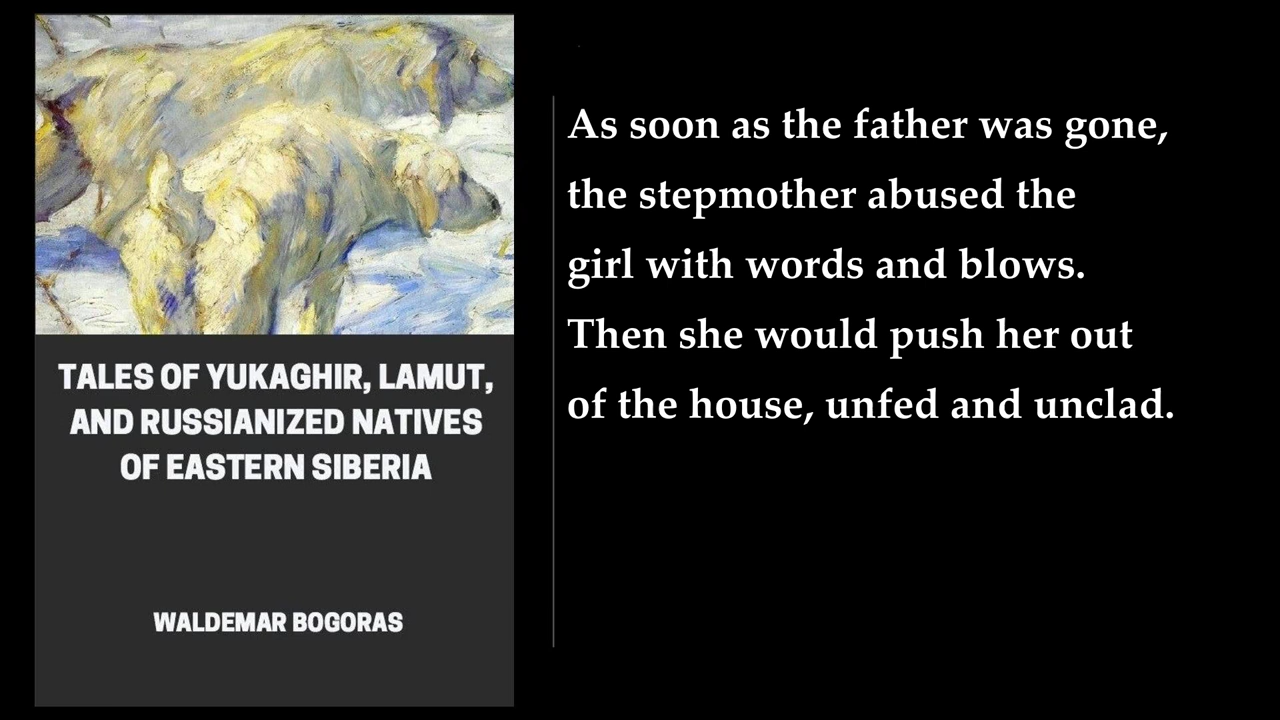 TALES OF YUKAGHIR, LAMUT,
AND RUSSIANIZED NATIVES
OF EASTERN SIBERIA
WALDEMAR BOGORAS
As soon as the father was gone,
the stepmother abused the
girl with words and blows.
Then she would push her out
of the house, unfed and unclad.